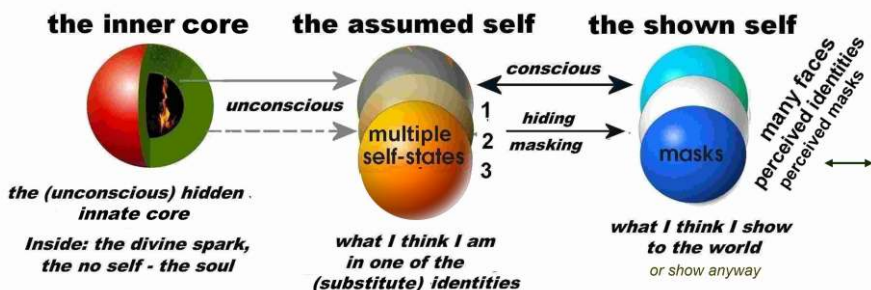 the inner core
the assumed self
the shown self
unconscious
conscious
1
2
3
multiple
self-states
hiding
masking
masks
many faces
perceived identities
perceived masks
the (unconscious) hidden
innate core
Inside: the divine spark,
the no self - the soul
what I think I am
in one of the
(substitute) identities
what I think I show
to the world
or show anyway